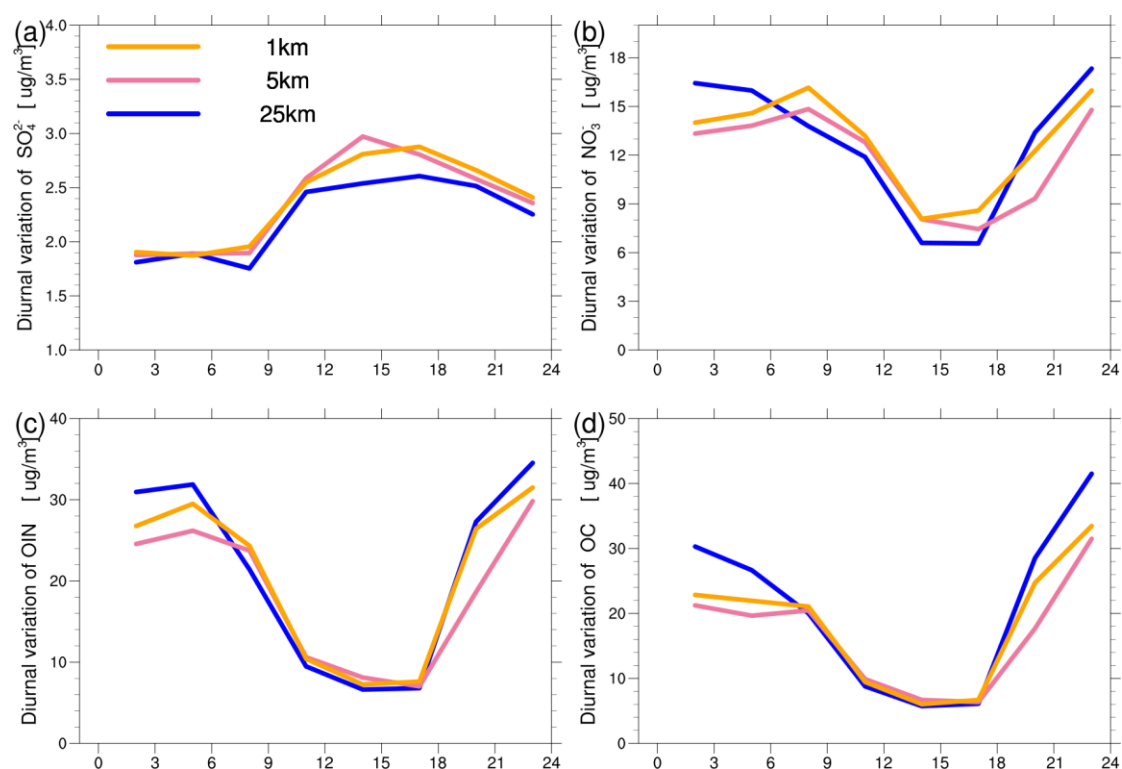 (a)
Diurnal variation of SO₄²⁻ [ ug/m³]
4.0
3.5
3.0
2.5
2.0
1.5
1.0
1km
5km
25km
0 3 6 9 12 15 18 21 24
(b)
Diurnal variation of NO₃⁻ [ ug/m³]
18
15
12
9
6
3
0
0 3 6 9 12 15 18 21 24
(c)
Diurnal variation of OIN [ ug/m³]
40
30
20
10
0
0 3 6 9 12 15 18 21 24
(d)
Diurnal variation of OC [ ug/m³]
50
40
30
20
10
0
0 3 6 9 12 15 18 21 24